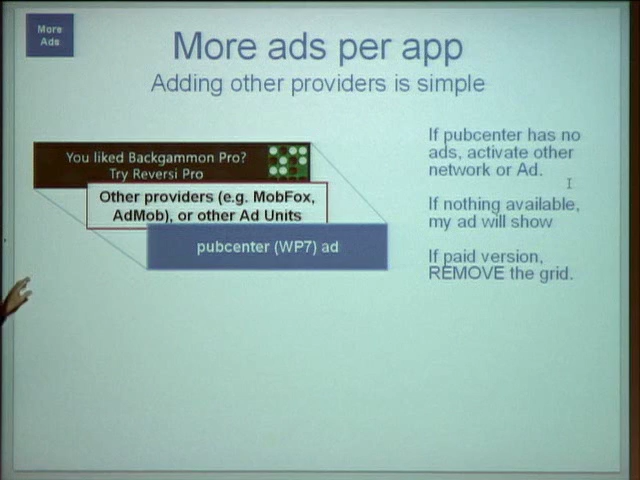 More
Ads
More ads per app
Adding other providers is simple
You liked Backgammon Pro?
Try Reversi Pro
Other providers (e.g. MobFox,
AdMob), or other Ad Units
pubcenter (WP7) ad
If pubcenter has no
ads, activate other
network or Ad.
If nothing available,
my ad will show
If paid version,
REMOVE the grid.